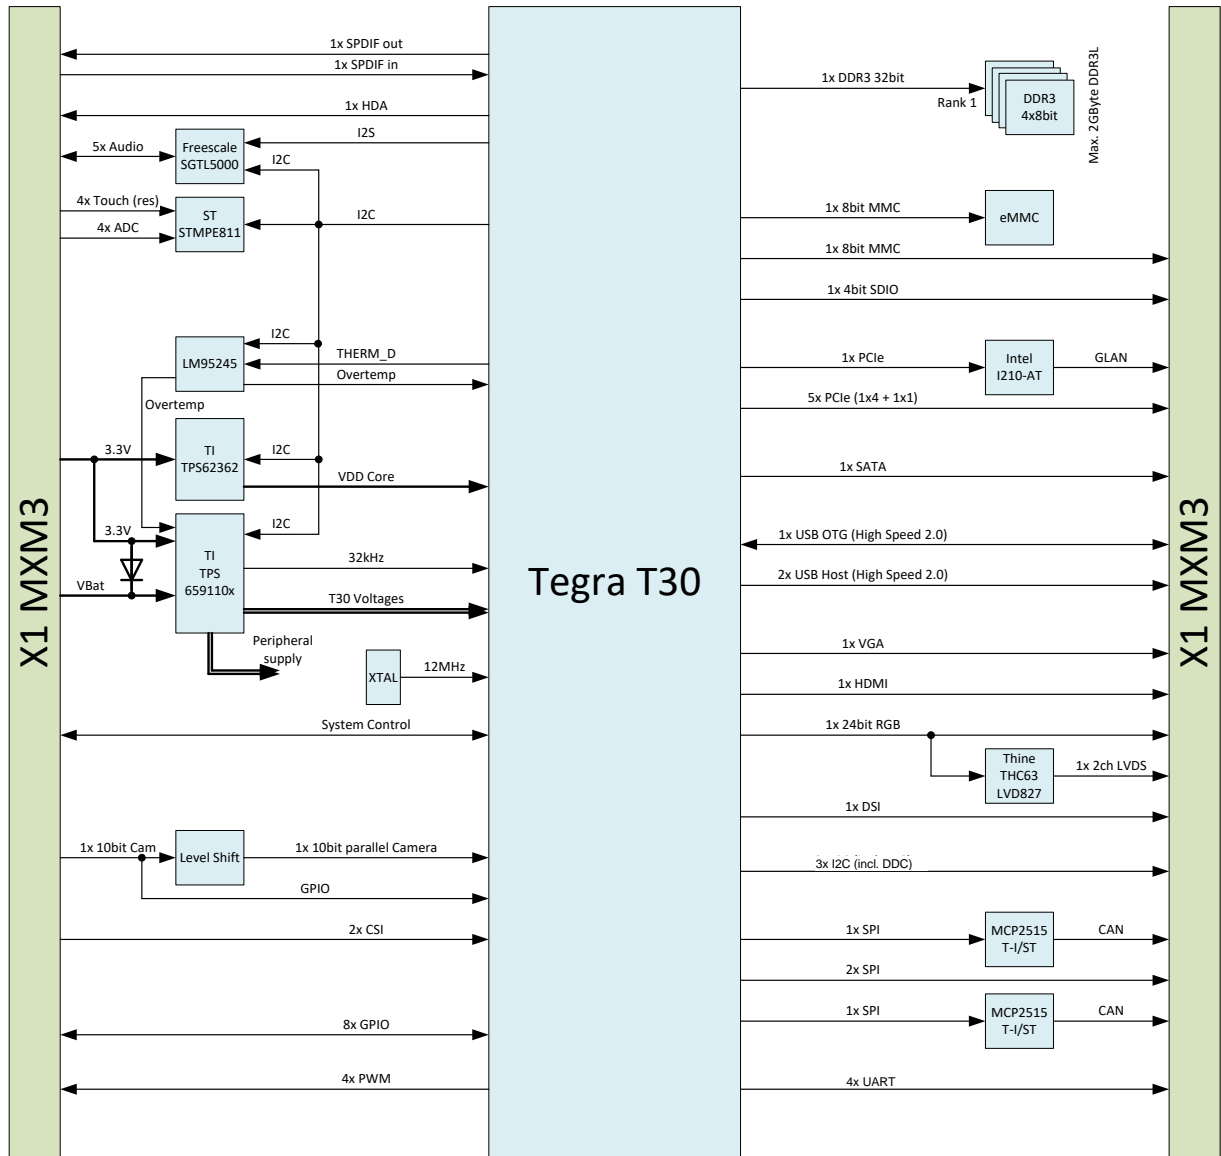 X1 MXM3
1x SPDIF out
1x SPDIF in
1x HDA
I2S
5x Audio
Freescale
SGTL5000
I2C
4x Touch (res)
4x ADC
ST
STMPE811
I2C
I2C
LM95245
THERM_D
Overtemp
Overtemp
3.3V
TI
TPS62362
I2C
VDD Core
3.3V
I2C
TI
TPS
659110x
32kHz
VBat
T30 Voltages
Peripheral
supply
XTAL
12MHz
System Control
1x 10bit Cam
Level Shift
1x 10bit parallel Camera
GPIO
2x CSI
8x GPIO
4x PWM
Tegra T30
1x DDR3 32bit
Rank 1
DDR3
4x8bit
Max. 2GByte DDR3L
1x 8bit MMC
eMMC
1x 8bit MMC
1x 4bit SDIO
1x PCIe
Intel
I210-AT
GLAN
5x PCIe (1x4 + 1x1)
1x SATA
1x USB OTG (High Speed 2.0)
2x USB Host (High Speed 2.0)
1x VGA
1x HDMI
1x 24bit RGB
Thine
THC63
LVD827
1x 2ch LVDS
1x DSI
3x I2C (incl. DDC)
1x SPI
MCP2515
T-I/ST
CAN
2x SPI
1x SPI
MCP2515
T-I/ST
CAN
4x UART
X1 MXM3